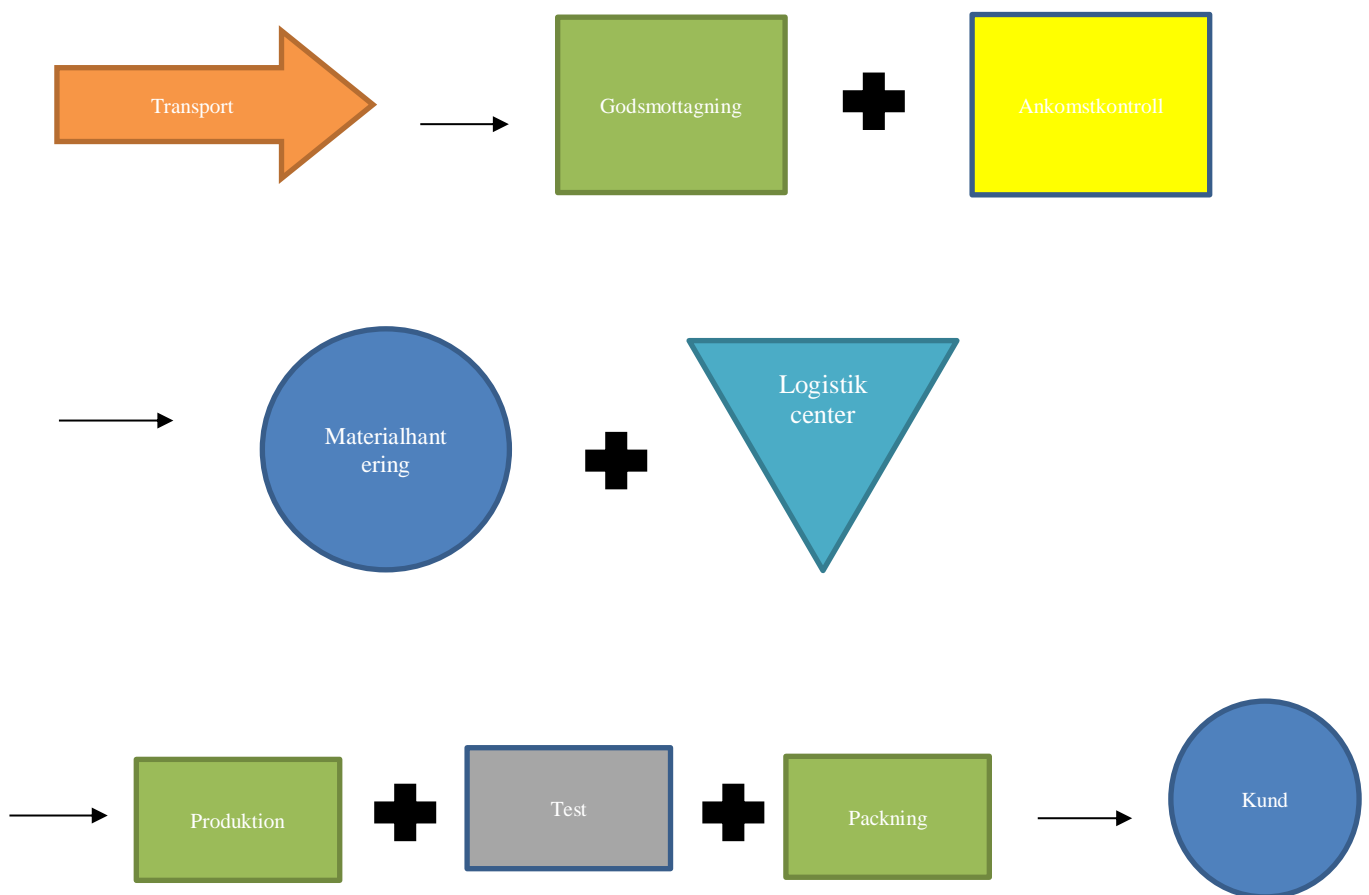 Transport
Godsmottagning
Ankomstkontroll
Materialhant
ering
Logistik
center
Produktion
Test
Packning
Kund